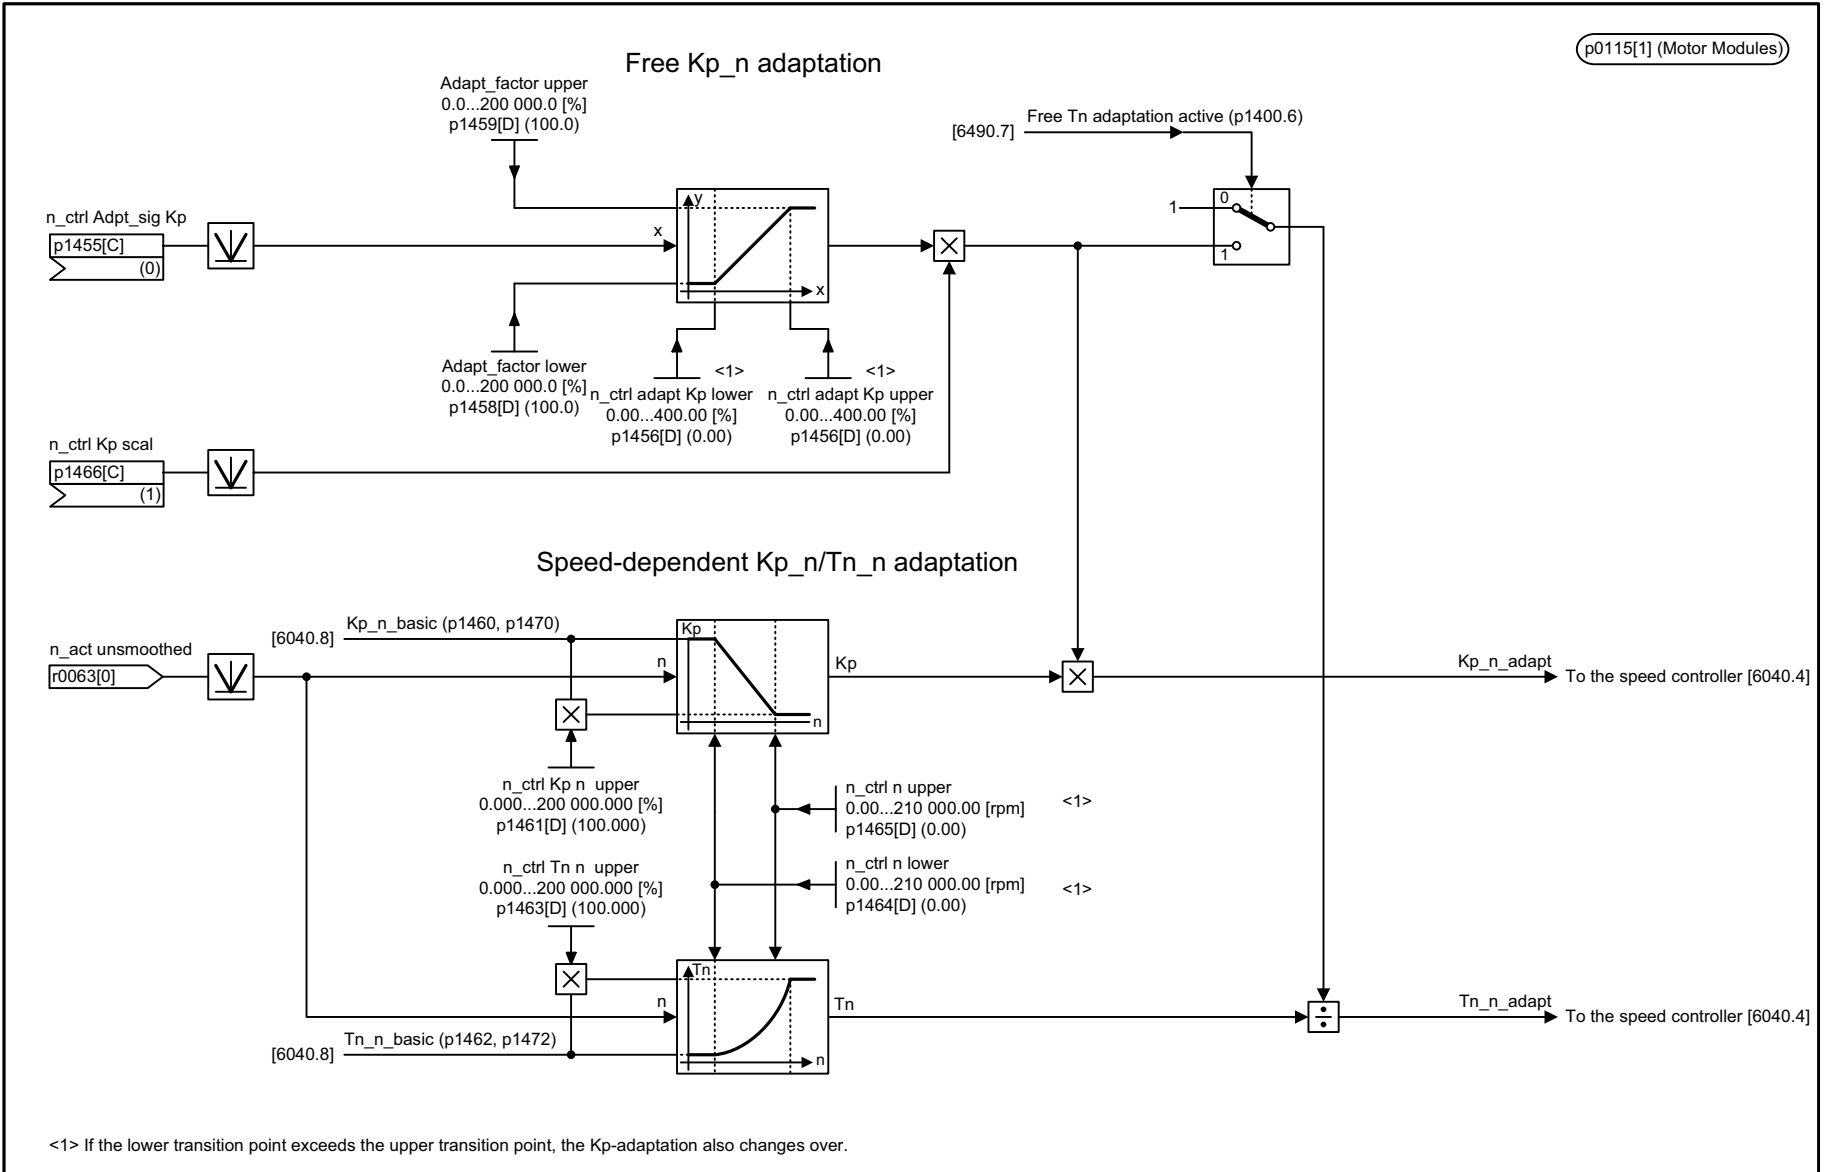 p0115[1] (Motor Modules)
Free Kp_n adaptation
Adapt_factor upper
0.0...200 000.0 [%]
p1459[D] (100.0)
Free Tn adaptation active (p1400.6)
[6490.7]
n_ctrl Adpt_sig Kp
p1455[C]
(0)
x
y
x
1
0
1
Adapt_factor lower
0.0...200 000.0 [%]
p1458[D] (100.0)
<1>
n_ctrl adapt Kp lower
0.00...400.00 [%]
p1456[D] (0.00)
<1>
n_ctrl adapt Kp upper
0.00...400.00 [%]
p1456[D] (0.00)
n_ctrl Kp scal
p1466[C]
(1)
Speed-dependent Kp_n/Tn_n adaptation
[6040.8]
Kp_n_basic (p1460, p1470)
n_act unsmoothed
r0063[0]
n
Kp
n
Kp
Kp_n_adapt
To the speed controller [6040.4]
n_ctrl Kp n upper
0.000...200 000.000 [%]
p1461[D] (100.000)
n_ctrl n upper
0.00...210 000.00 [rpm]
p1465[D] (0.00)
<1>
n_ctrl Tn n upper
0.000...200 000.000 [%]
p1463[D] (100.000)
n_ctrl n lower
0.00...210 000.00 [rpm]
p1464[D] (0.00)
<1>
n
Tn
n
Tn
Tn_n_adapt
To the speed controller [6040.4]
Tn_n_basic (p1462, p1472)
[6040.8]
<1> If the lower transition point exceeds the upper transition point, the Kp-adaptation also changes over.